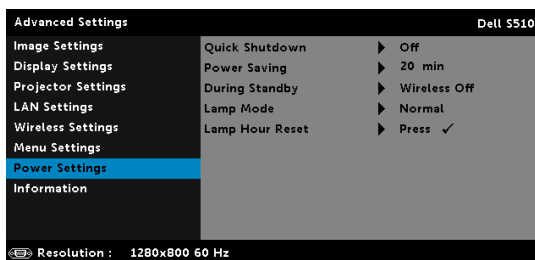 Advanced Settings Dell S510
Image Settings
Display Settings
Projector Settings
LAN Settings
Wireless Settings
Menu Settings
Power Settings
Information
Quick Shutdown Off
Power Saving 20 min
During Standby Wireless Off
Lamp Mode Normal
Lamp Hour Reset Press ✓
Resolution : 1280x800 60 Hz